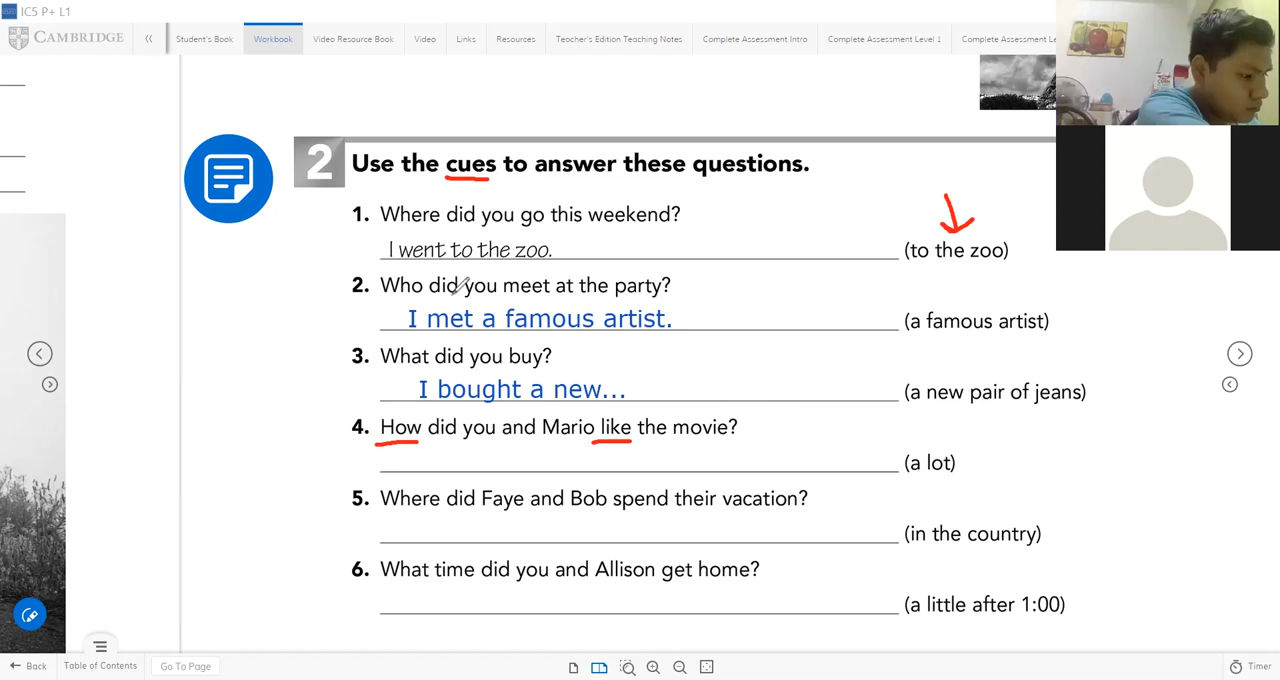 IC5 P+ L1
CAMBRIDGE
Student's Book
Workbook
Video Resource Book
Video
Links
Resources
Teacher's Edition Teaching Notes
Complete Assessment Intro
Complete Assessment Level 1
Complete Assessment Le
2 Use the cues to answer these questions.
1. Where did you go this weekend?
I went to the zoo. (to the zoo)
2. Who did you meet at the party?
I met a famous artist. (a famous artist)
3. What did you buy?
I bought a new... (a new pair of jeans)
4. How did you and Mario like the movie?
(a lot)
5. Where did Faye and Bob spend their vacation?
(in the country)
6. What time did you and Allison get home?
(a little after 1:00)
Back
Table of Contents
Go To Page
Timer